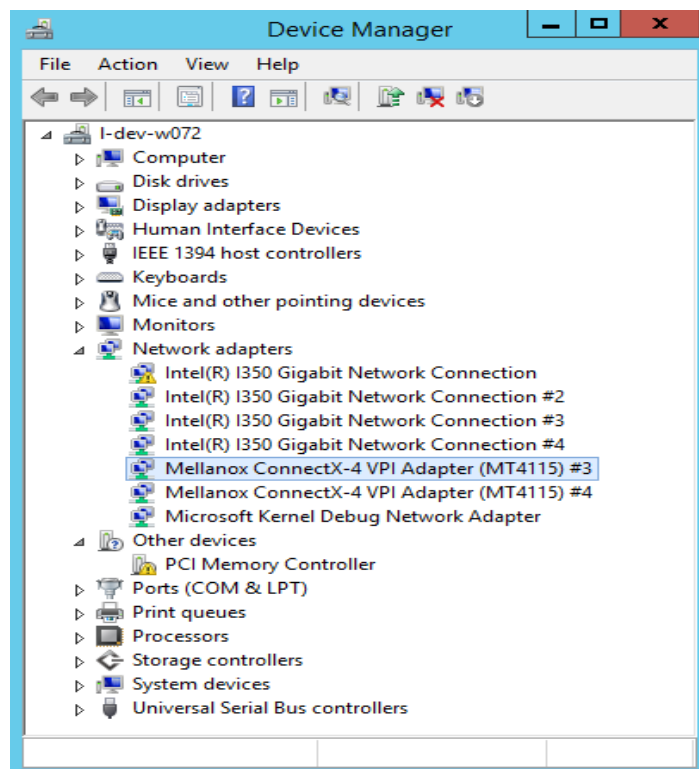 Device Manager
File Action View Help
l-dev-w072
Computer
Disk drives
Display adapters
Human Interface Devices
IEEE 1394 host controllers
Keyboards
Mice and other pointing devices
Monitors
Network adapters
Intel(R) I350 Gigabit Network Connection
Intel(R) I350 Gigabit Network Connection #2
Intel(R) I350 Gigabit Network Connection #3
Intel(R) I350 Gigabit Network Connection #4
Mellanox ConnectX-4 VPI Adapter (MT4115) #3
Mellanox ConnectX-4 VPI Adapter (MT4115) #4
Microsoft Kernel Debug Network Adapter
Other devices
PCI Memory Controller
Ports (COM & LPT)
Print queues
Processors
Storage controllers
System devices
Universal Serial Bus controllers